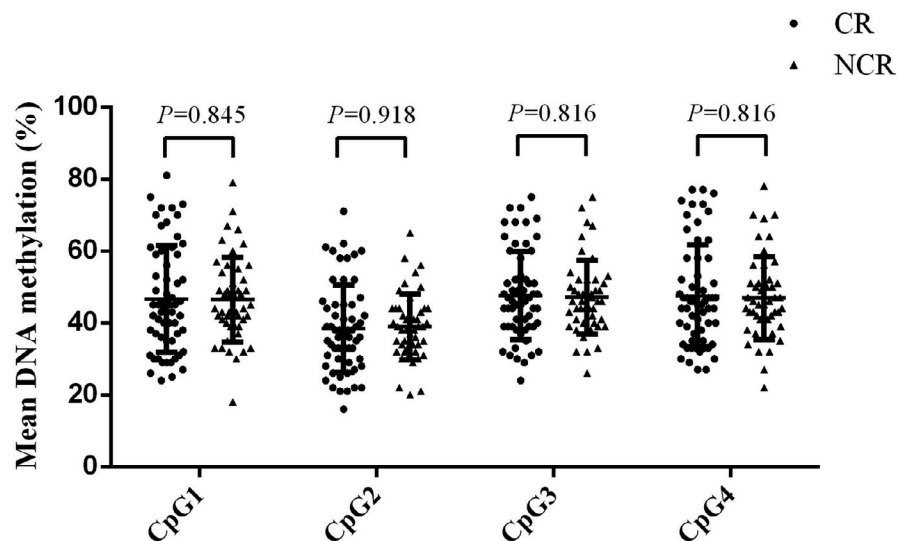 CR
NCR
Mean DNA methylation (%)
100
80
60
40
20
0
P=0.845
P=0.918
P=0.816
P=0.816
CpG1
CpG2
CpG3
CpG4